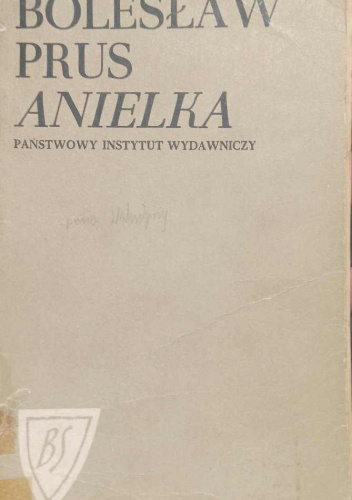 BOLESŁAW
PRUS
ANIELKA
PAŃSTWOWY INSTYTUT WYDAWNICZY
BS